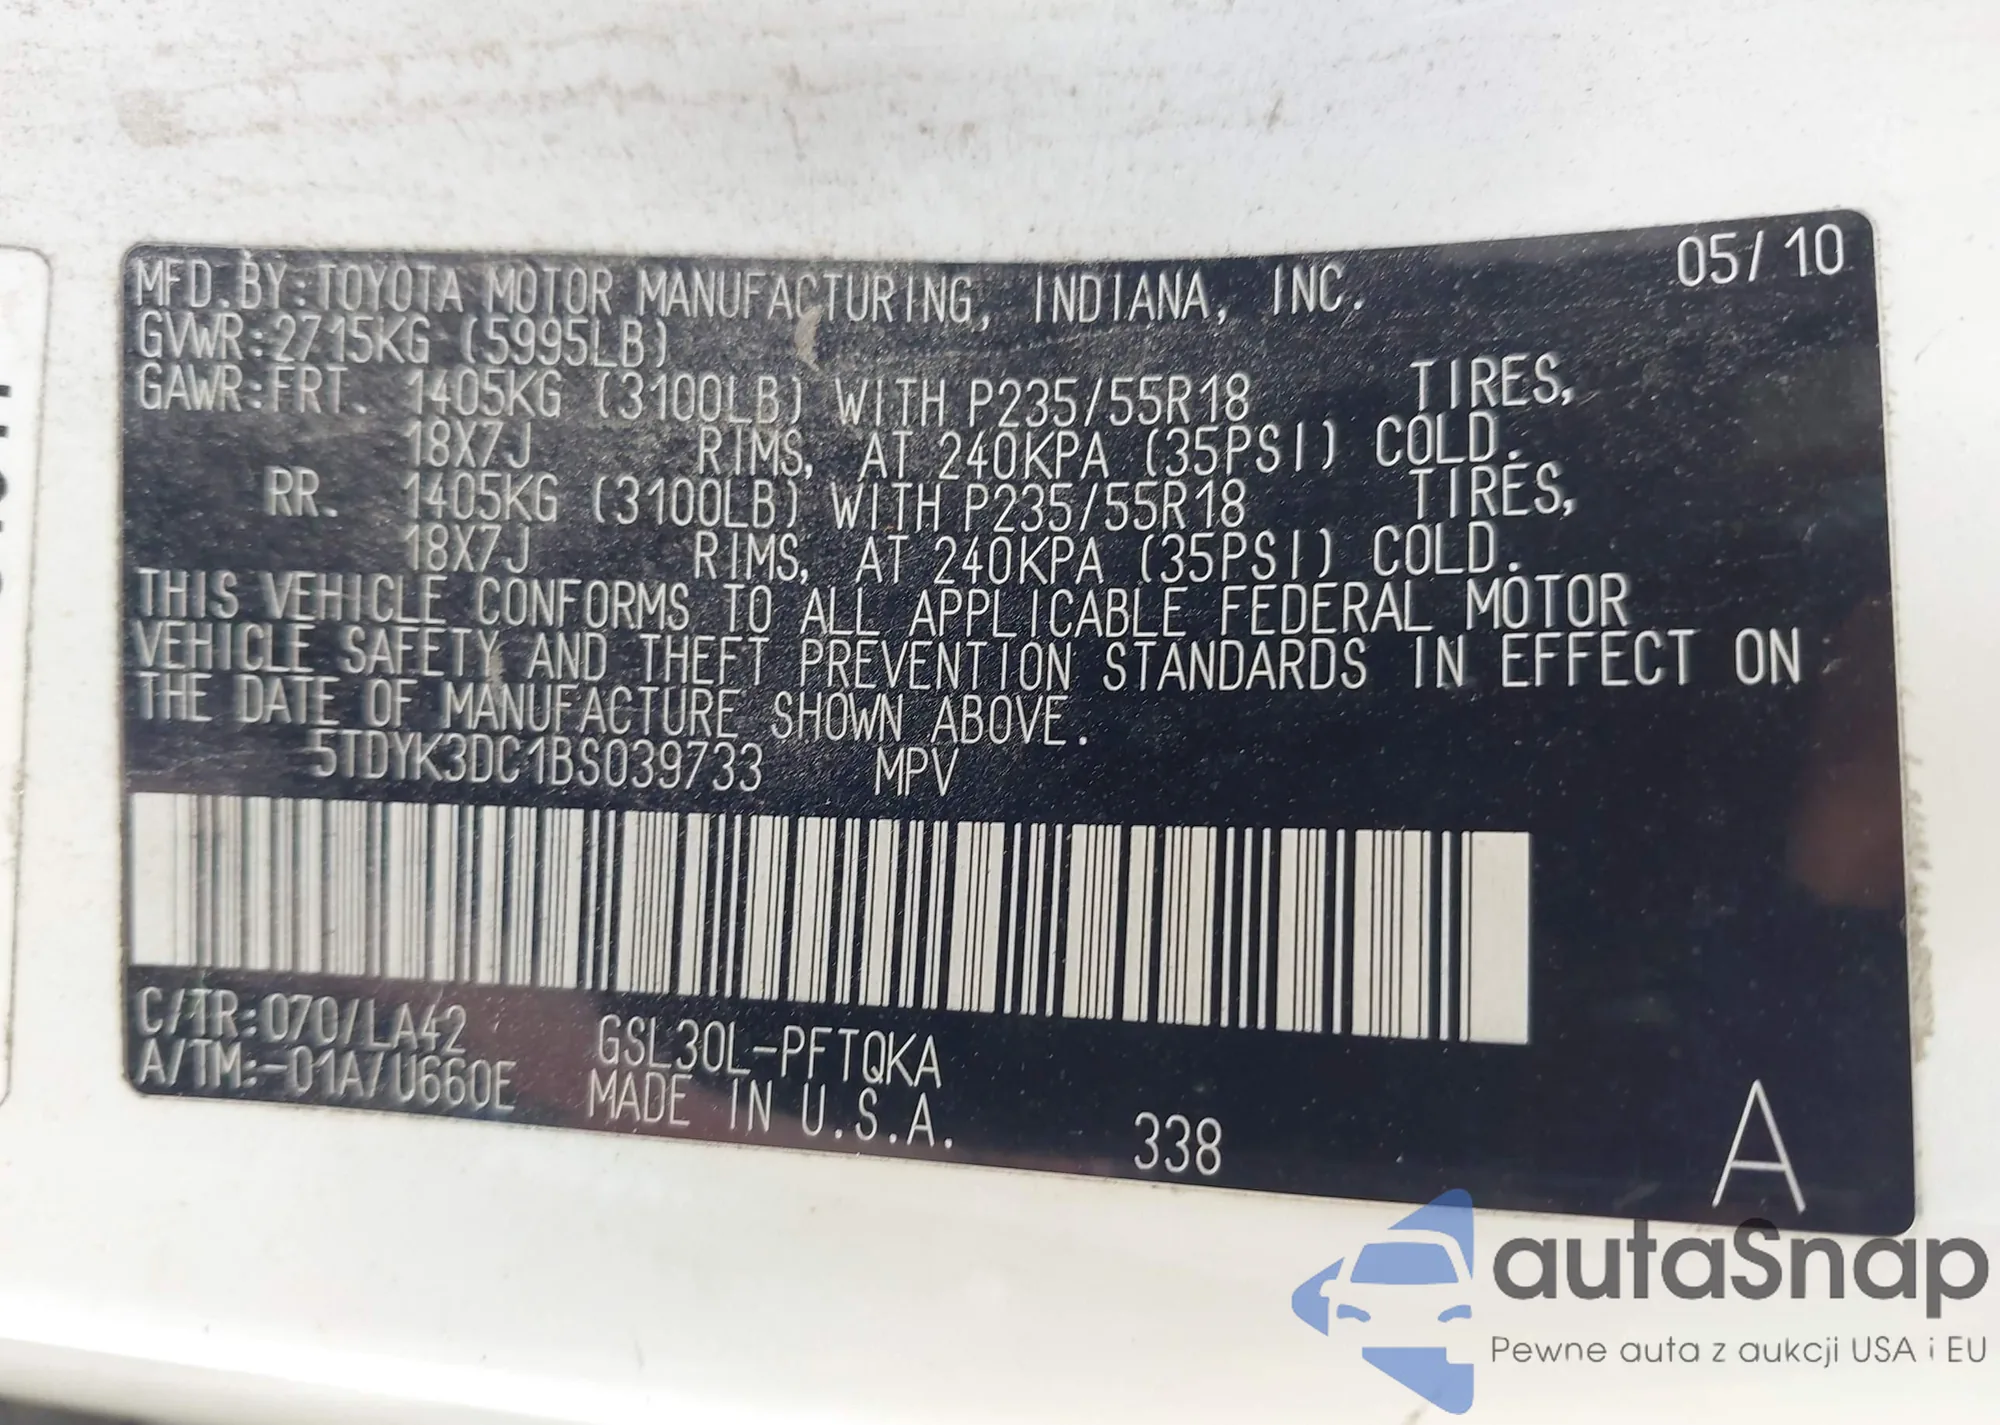 05/10
MFD.BY:TOYOTA MOTOR MANUFACTURING, INDIANA, INC.
GVWR:2715KG (5995LB)
GAWR:FRT. 1405KG (3100LB) WITH P235/55R18 TIRES,
18X7J RIMS, AT 240KPA (35PSI) COLD.
RR. 1405KG (3100LB) WITH P235/55R18 TIRES,
18X7J RIMS, AT 240KPA (35PSI) COLD.
THIS VEHICLE CONFORMS TO ALL APPLICABLE FEDERAL MOTOR
VEHICLE SAFETY AND THEFT PREVENTION STANDARDS IN EFFECT ON
THE DATE OF MANUFACTURE SHOWN ABOVE.
5TDYK3DC1BS039733 MPV
C/TR:070/LA42 GSL30L-PFTQKA
A/TM:-01A/U660E MADE IN U.S.A. 338 A
autaSnap
Pewne auta z aukcji USA i EU